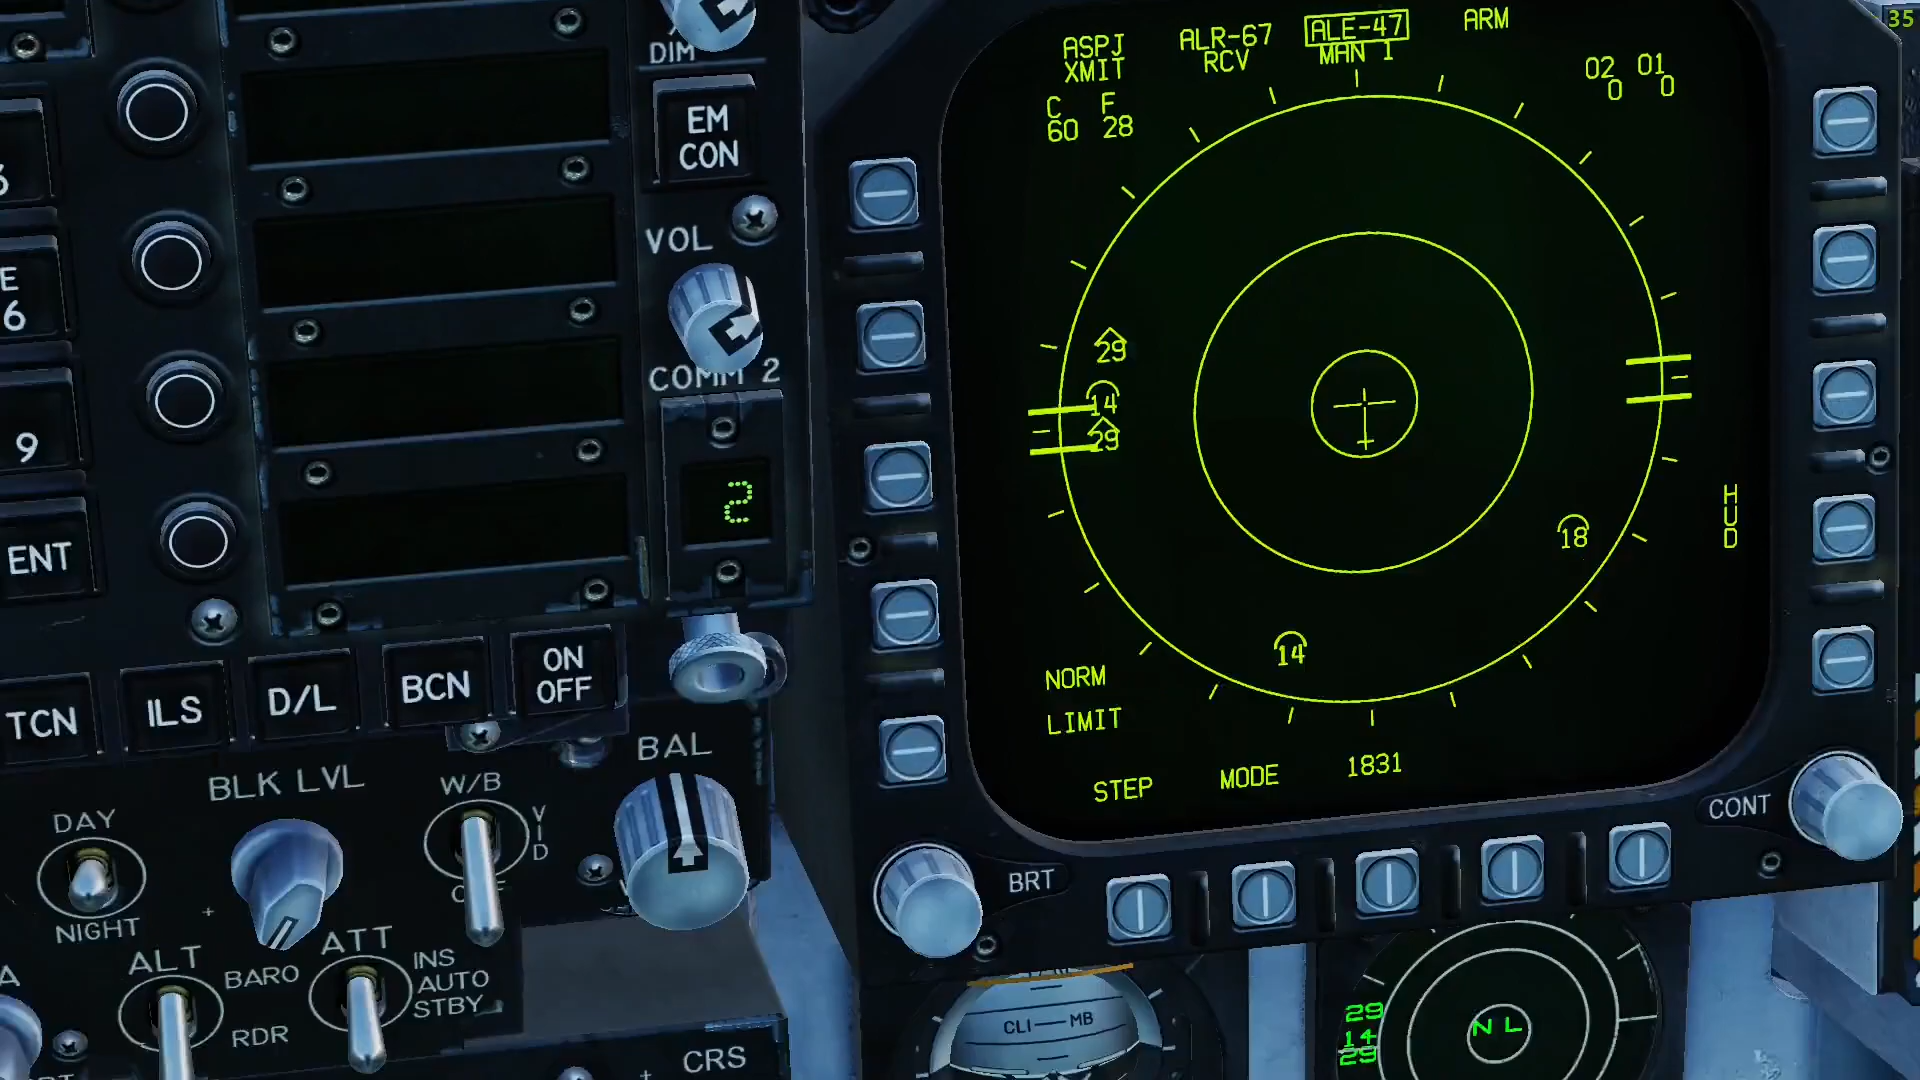 DIM
EM
CON
VOL
COMM 2
2
E
6
9
ENT
TCN
ILS
D/L
BCN
ON
OFF
BAL
BLK LVL
W/B
VID
DAY
NIGHT
ALT
BARO
RDR
ATT
INS
AUTO
STBY
CRS
ASPJ
XMIT
ALR-67
RCV
ALE-47
MAN 1
ARM
35
C F
60 28
02 01
0 0
29
14
29
18
14
HUD
NORM
LIMIT
STEP
MODE
1831
BRT
CONT
CLI MB
29
14
29
NL